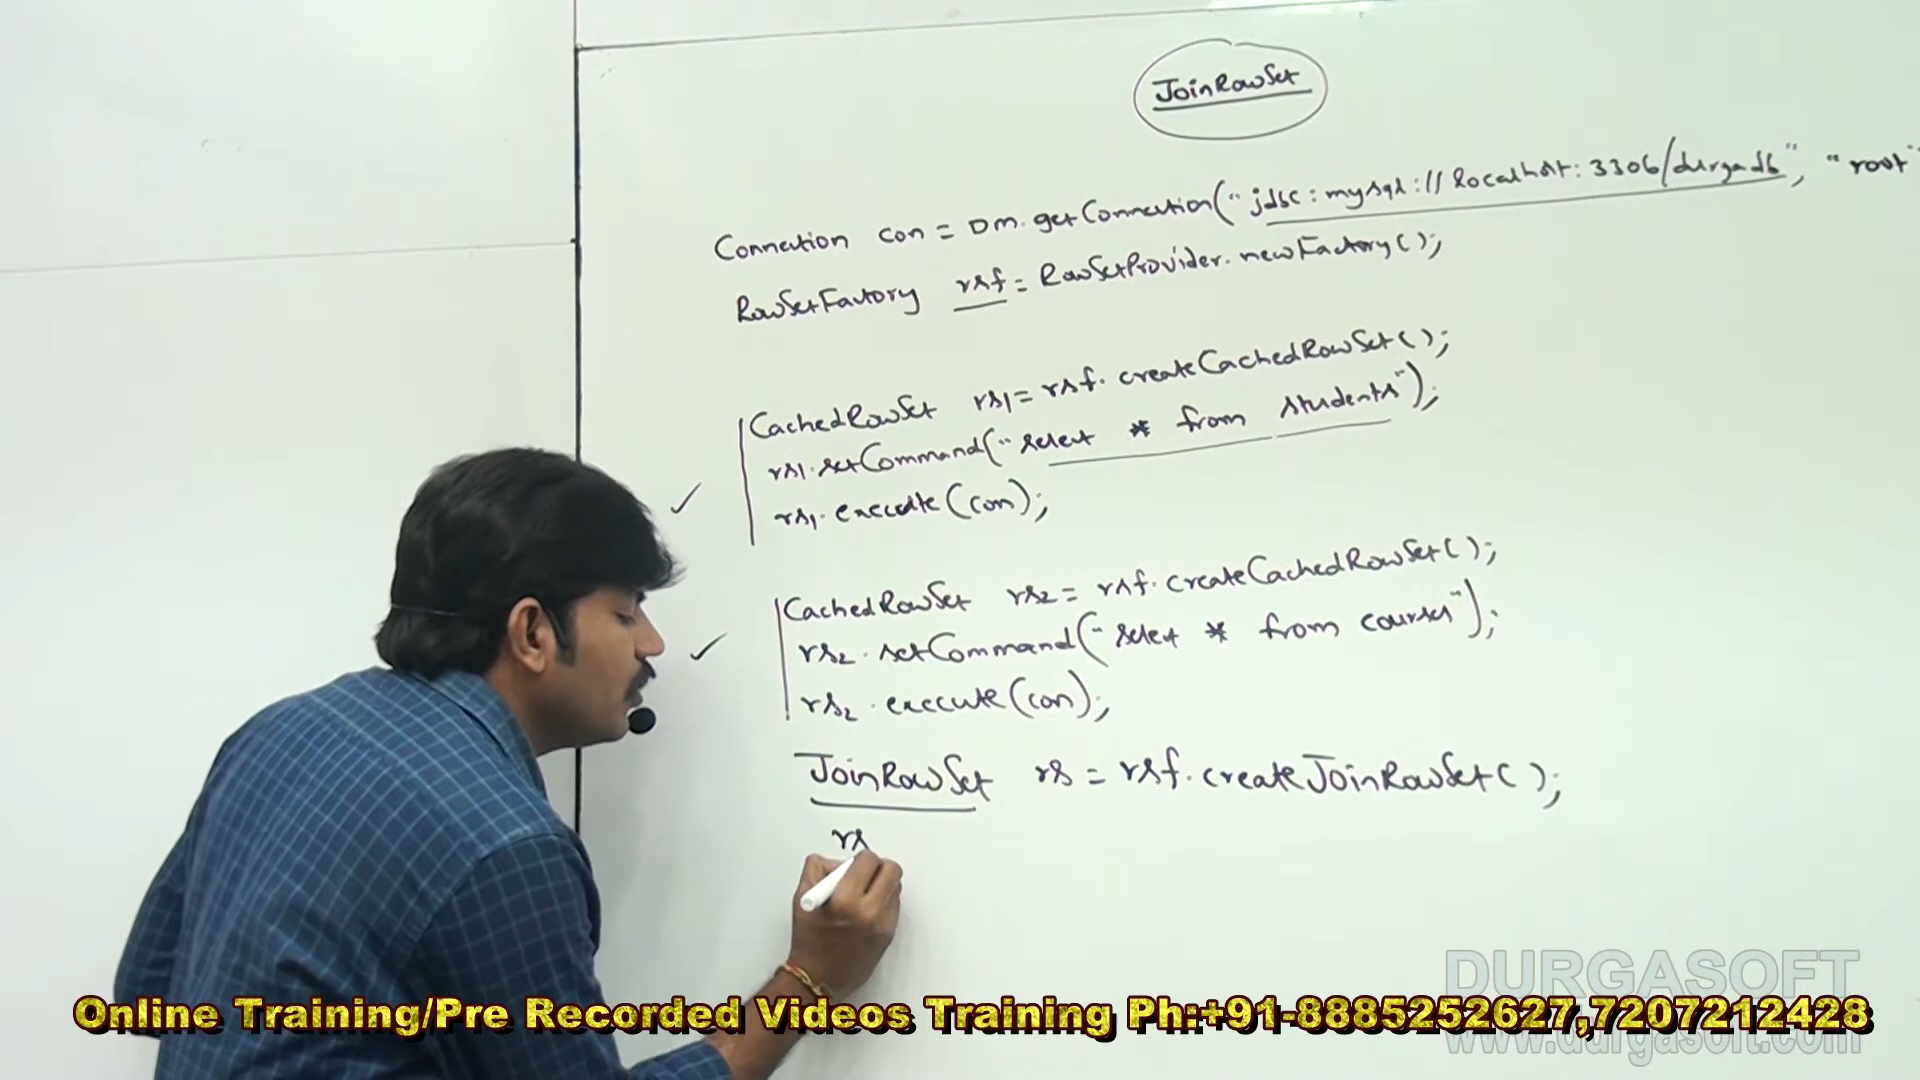 JoinRowSet
Connection con = DM.getConnection("jdbc:mysql://localhost:3306/durgadb", "root"
RowSetFactory rsf = RowSetProvider.newFactory();
CachedRowSet rs1 = rsf.createCachedRowSet();
rs1.setCommand("select * from students");
rs1.execute(con);
CachedRowSet rs2 = rsf.createCachedRowSet();
rs2.setCommand("select * from courses");
rs2.execute(con);
JoinRowSet rs = rsf.createJoinRowSet();
rs
DURGASOFT
www.durgasoft.com
Online Training/Pre Recorded Videos Training Ph:+91-8885252627,7207212428